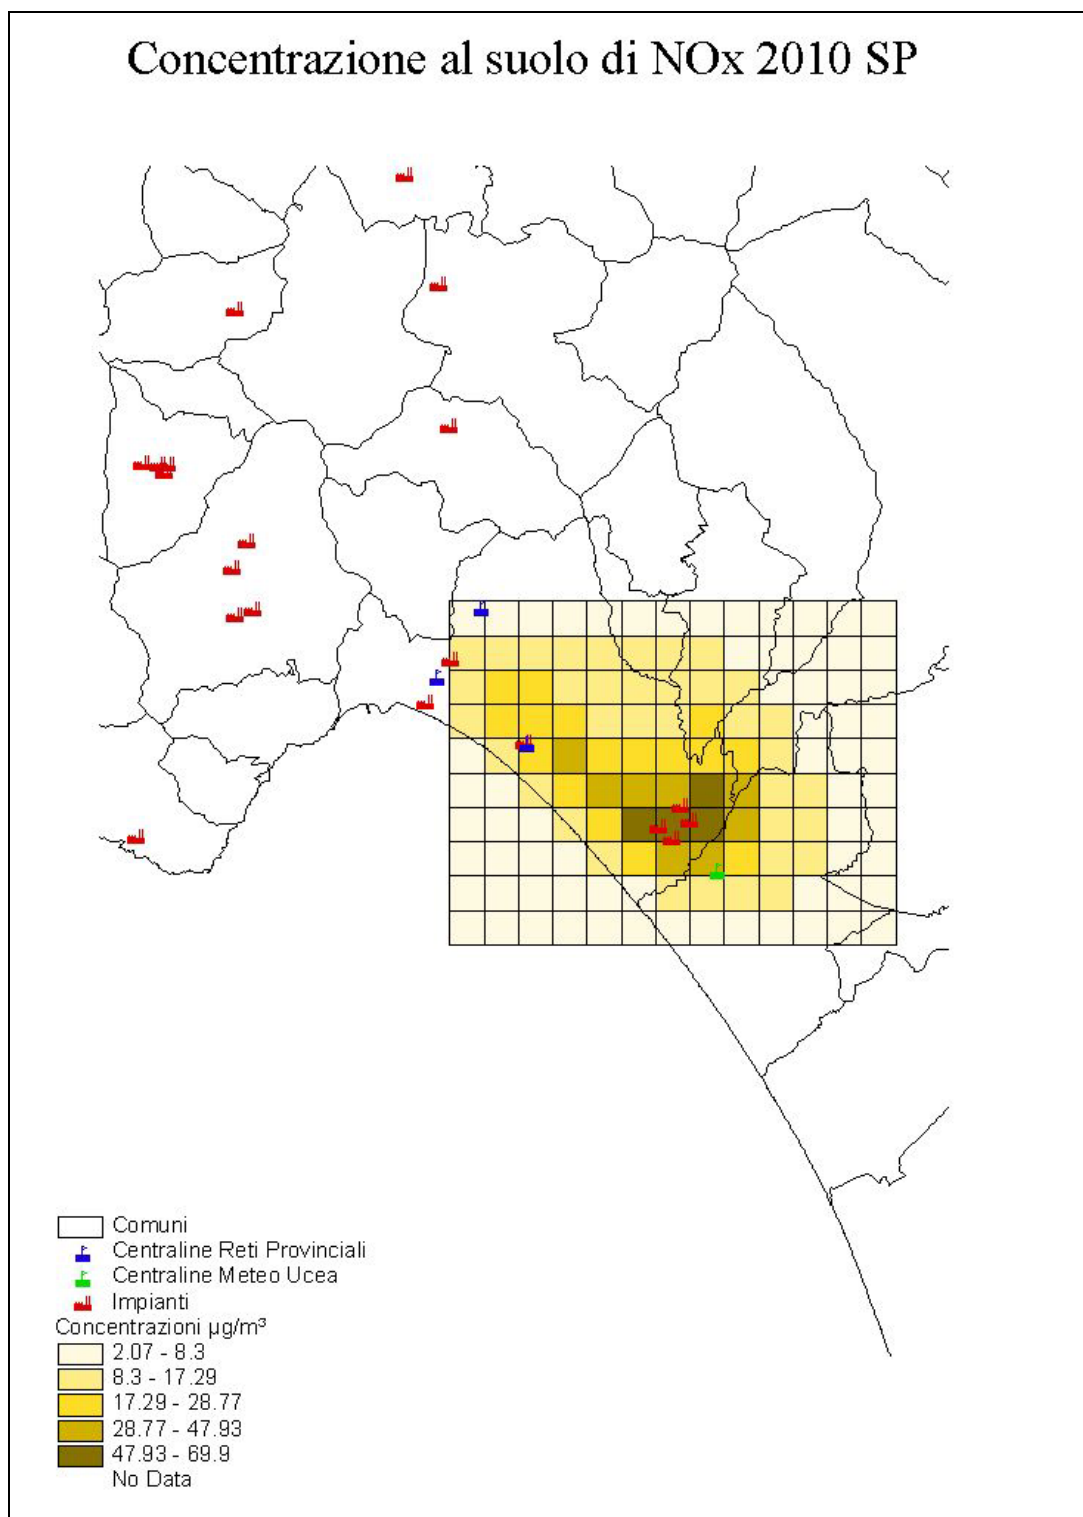 Concentrazione al suolo di NOx 2010 SP
Comuni
Centraline Reti Provinciali
Centraline Meteo Ucea
Impianti
Concentrazioni µg/m³
2.07 - 8.3
8.3 - 17.29
17.29 - 28.77
28.77 - 47.93
47.93 - 69.9
No Data